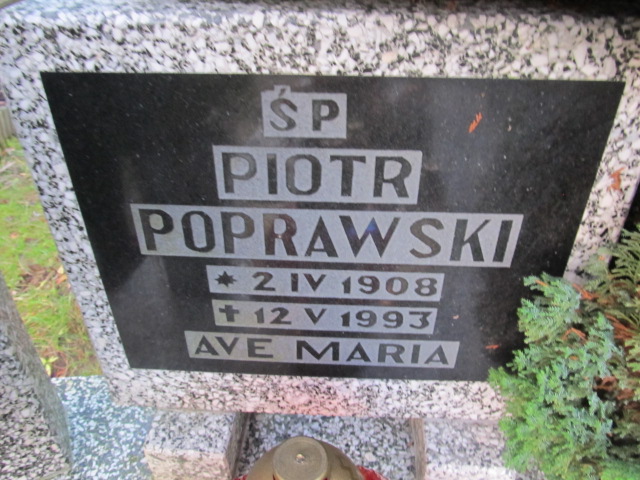 ŚP
PIOTR
POPRAWSKI
* 2 IV 1908
✝ 12 V 1993
AVE MARIA